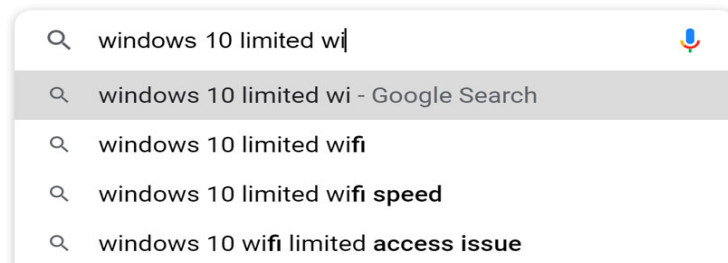 windows 10 limited wi
windows 10 limited wi - Google Search
windows 10 limited wifi
windows 10 limited wifi speed
windows 10 wifi limited access issue